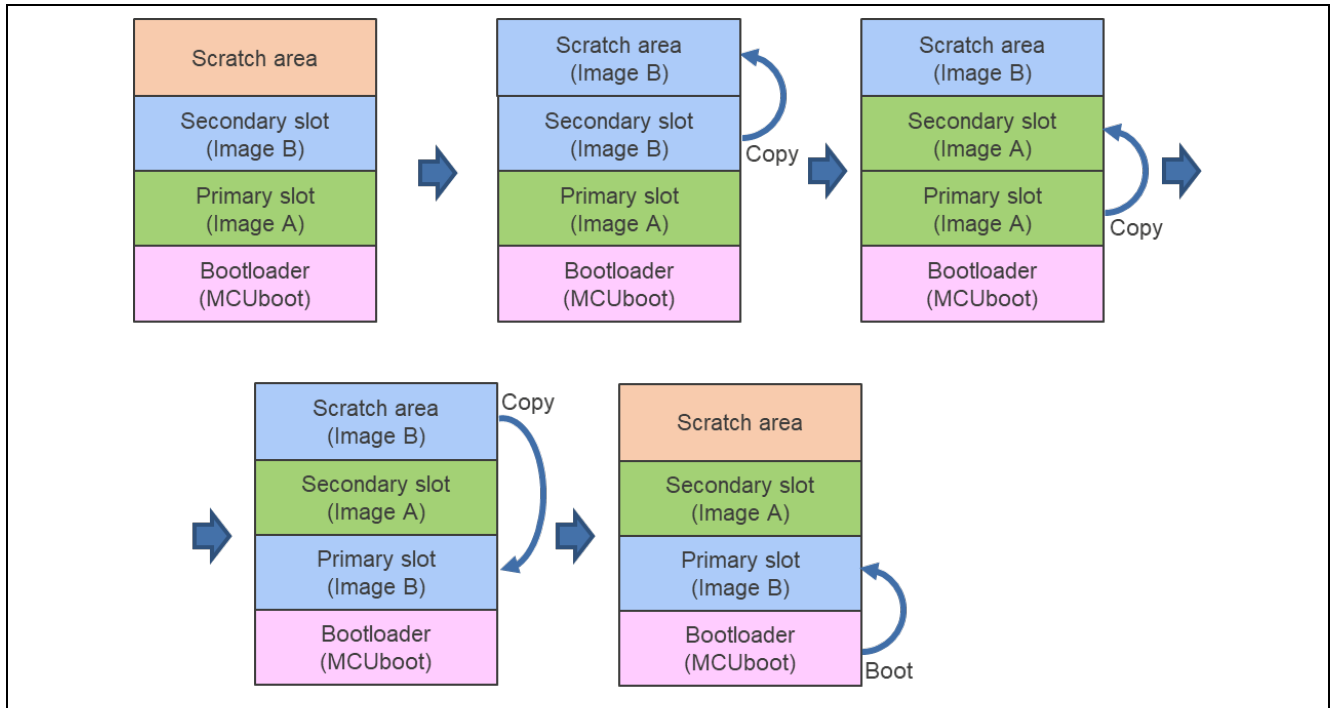 Scratch area
Secondary slot
(Image B)
Primary slot
(Image A)
Bootloader
(MCUboot)
Scratch area
(Image B)
Secondary slot
(Image B)
Copy
Primary slot
(Image A)
Bootloader
(MCUboot)
Scratch area
(Image B)
Secondary slot
(Image A)
Primary slot
(Image A)
Copy
Bootloader
(MCUboot)
Scratch area
(Image B)
Copy
Secondary slot
(Image A)
Primary slot
(Image B)
Bootloader
(MCUboot)
Scratch area
Secondary slot
(Image A)
Primary slot
(Image B)
Bootloader
(MCUboot)
Boot